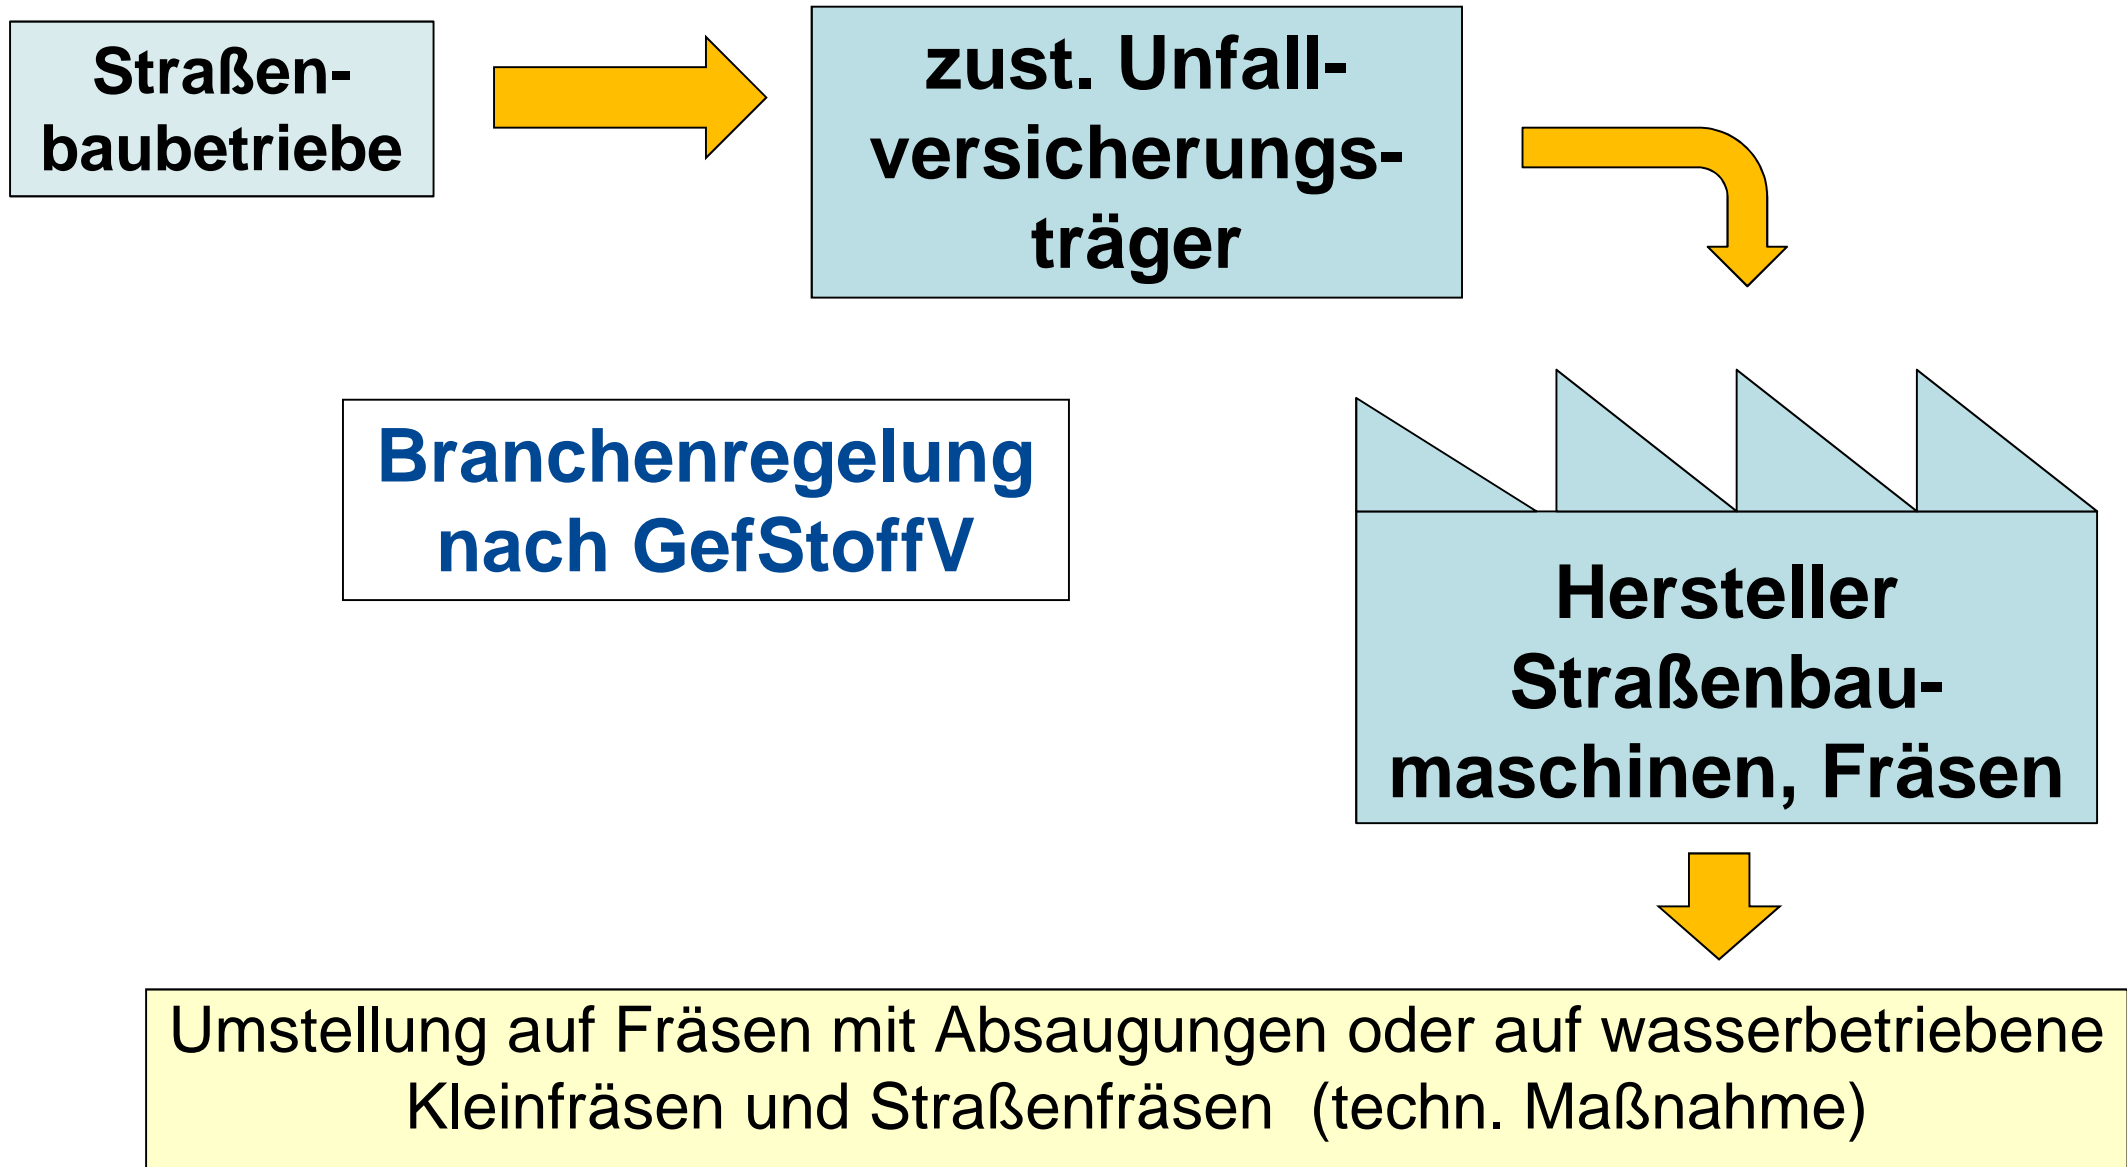 Straßen-
baubetriebe
zust. Unfall-
versicherungs-
träger
Branchenregelung
nach GefStoffV
Hersteller
Straßenbau-
maschinen, Fräsen
Umstellung auf Fräsen mit Absaugungen oder auf wasserbetriebene
Kleinfräsen und Straßenfräsen (techn. Maßnahme)